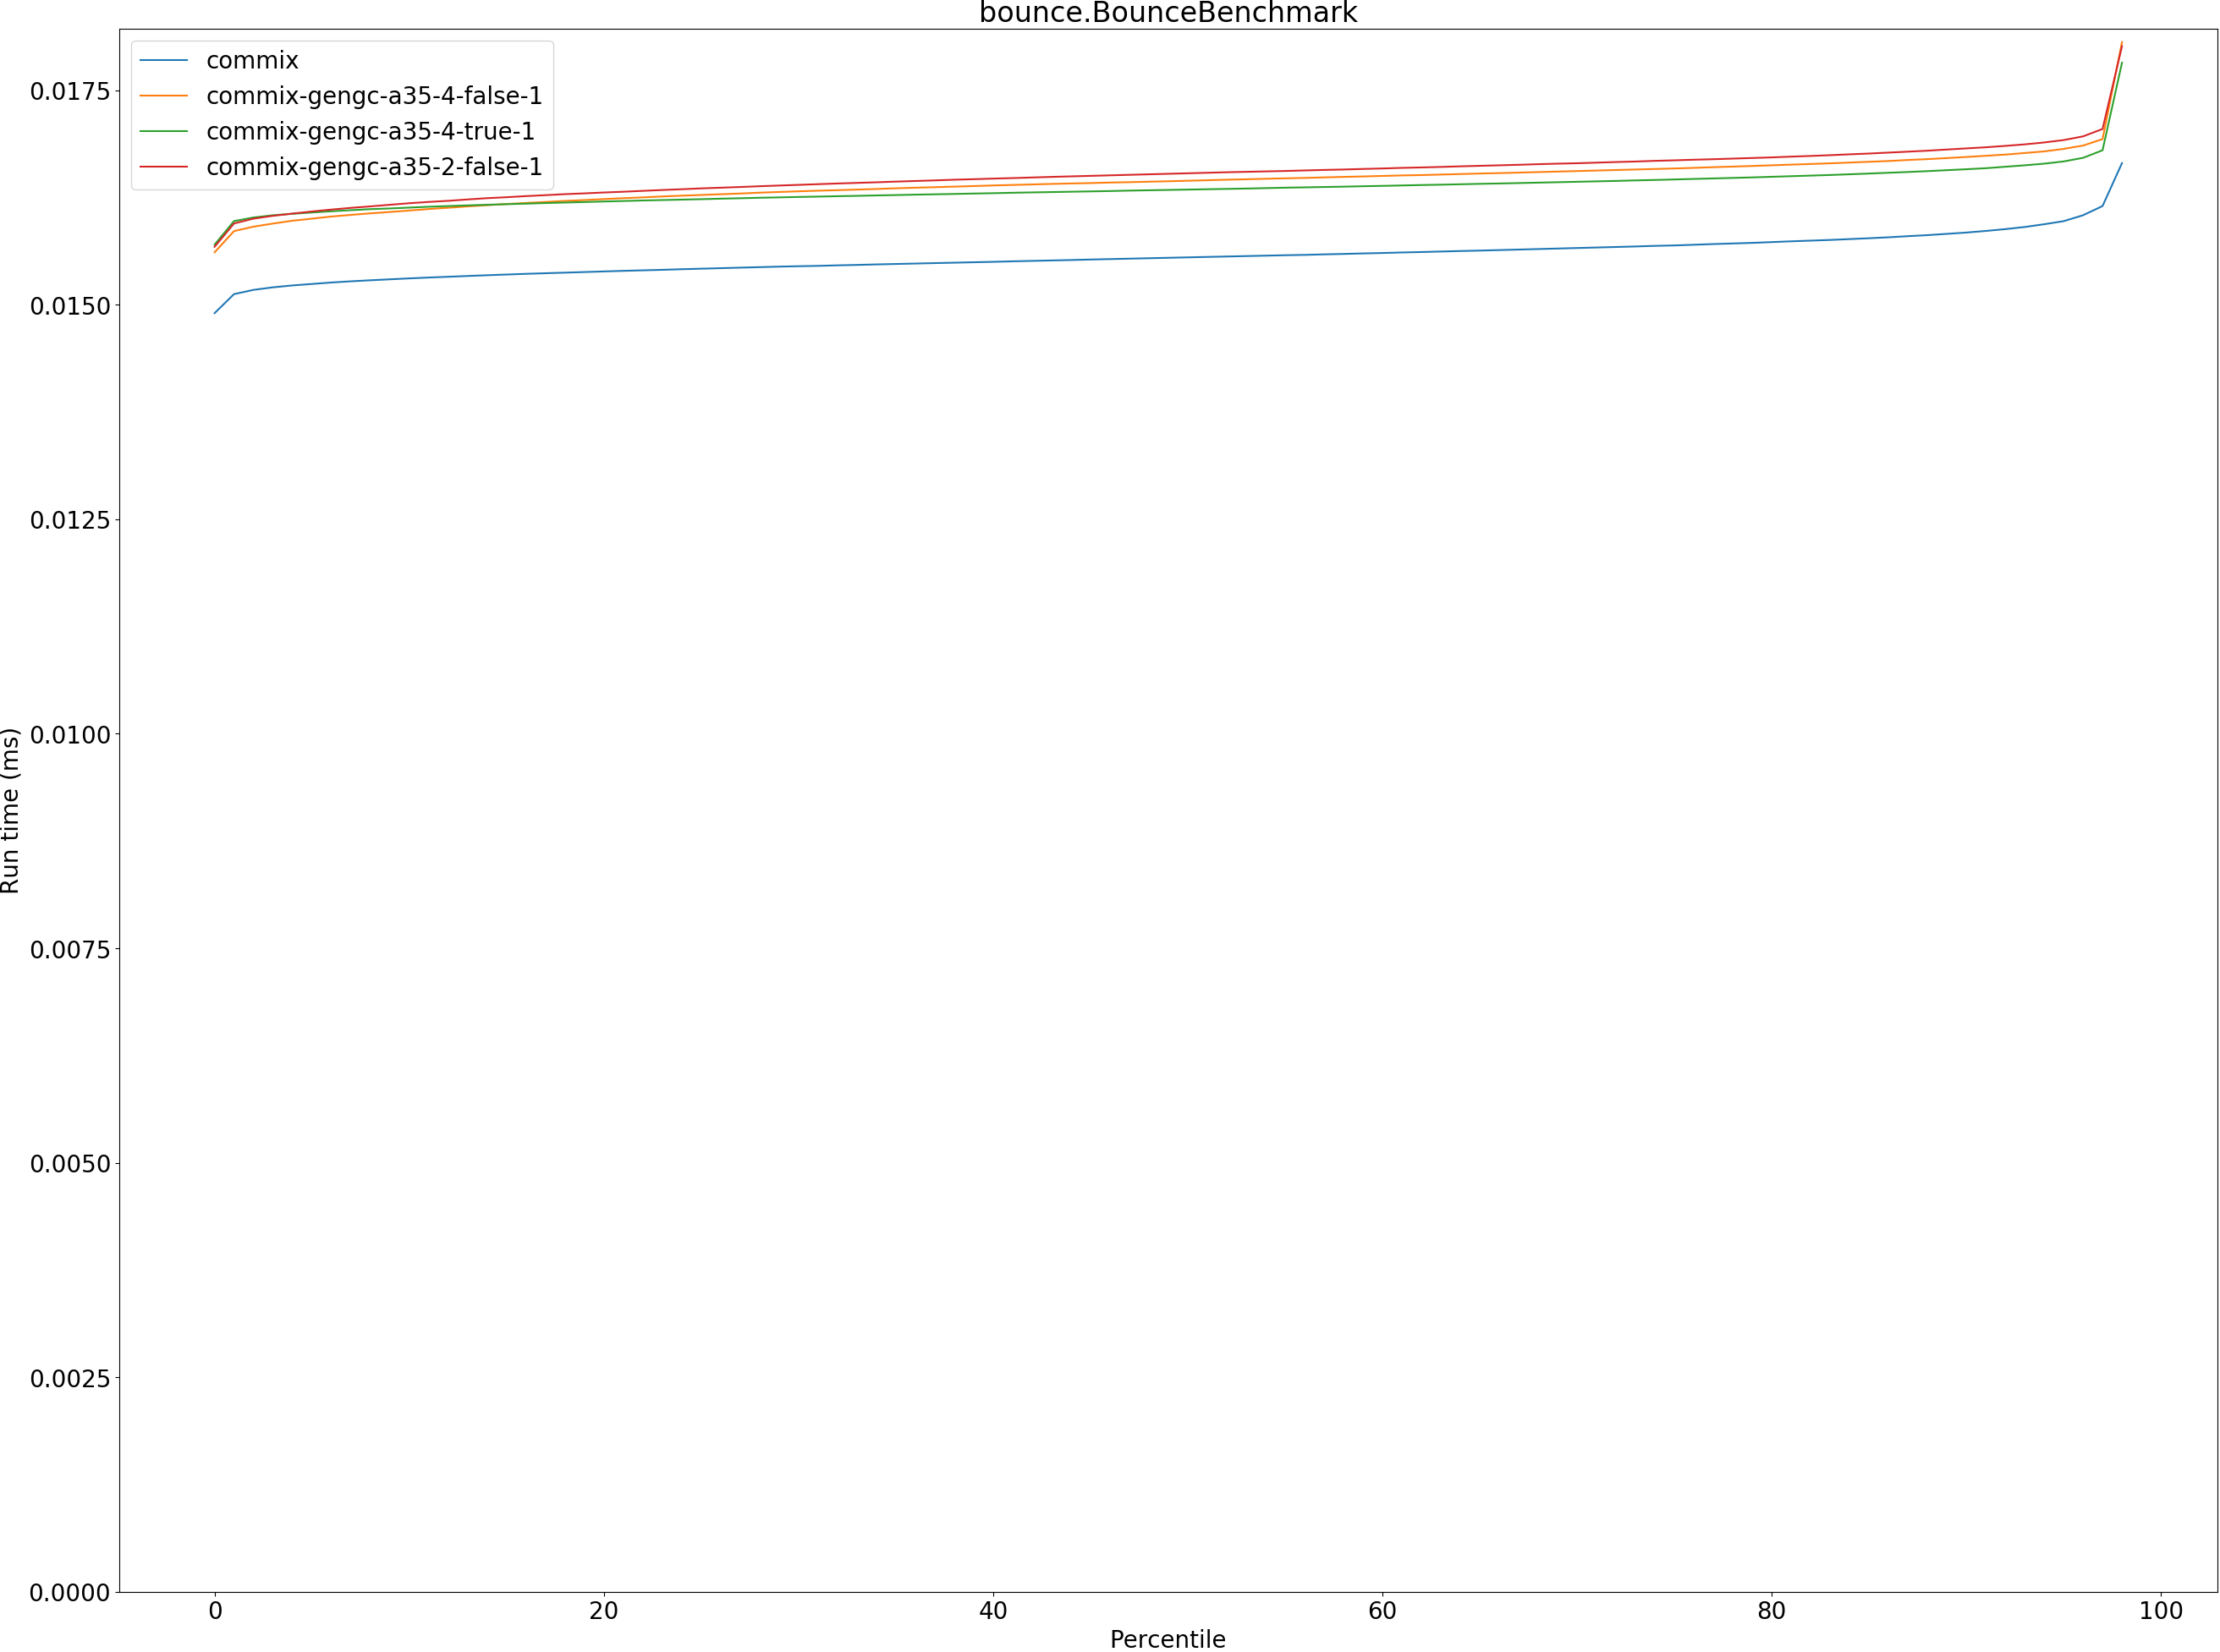 bounce.BounceBenchmark
commix
commix-gengc-a35-4-false-1
commix-gengc-a35-4-true-1
commix-gengc-a35-2-false-1
Run time (ms)
0.0175
0.0150
0.0125
0.0100
0.0075
0.0050
0.0025
0.0000
0 20 40 60 80 100
Percentile